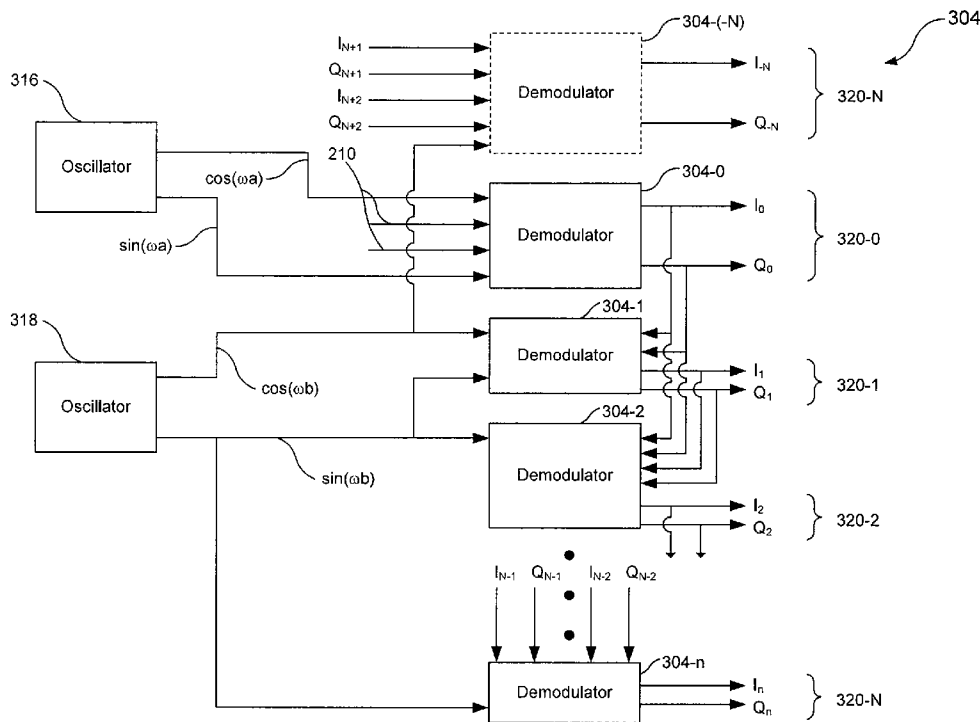 304
304-(-N)
I_N+1
Q_N+1
I_N+2
Q_N+2
Demodulator
I_-N
Q_-N
320-N
316
Oscillator
cos(ωa)
sin(ωa)
210
304-0
Demodulator
I_0
Q_0
320-0
318
Oscillator
cos(ωb)
sin(ωb)
304-1
Demodulator
I_1
Q_1
320-1
304-2
Demodulator
I_2
Q_2
320-2
I_N-1 Q_N-1 I_N-2 Q_N-2
304-n
Demodulator
I_n
Q_n
320-N